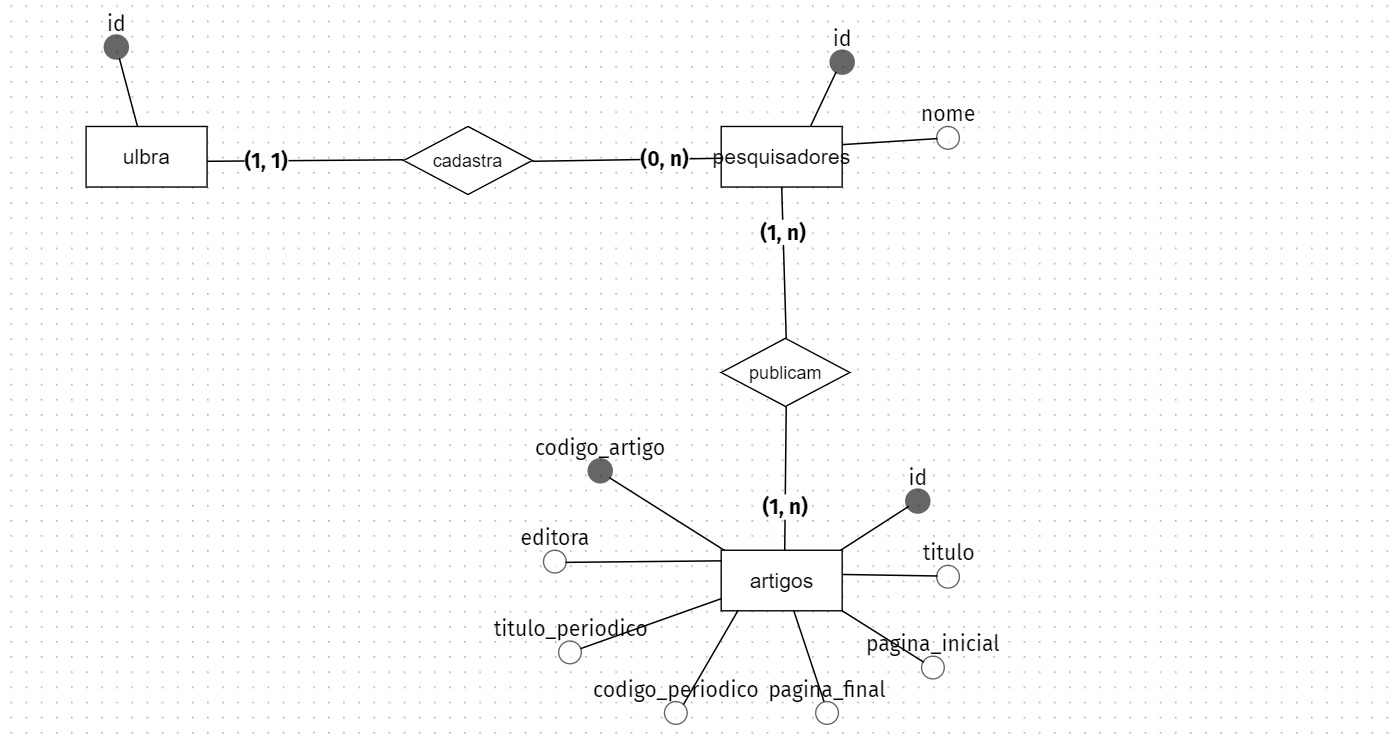 id
id
nome
ulbra
(1, 1)
cadastra
(0, n)
pesquisadores
(1, n)
publicam
codigo_artigo
id
(1, n)
editora
titulo
artigos
titulo_periodico
pagina_inicial
codigo_periodico
pagina_final